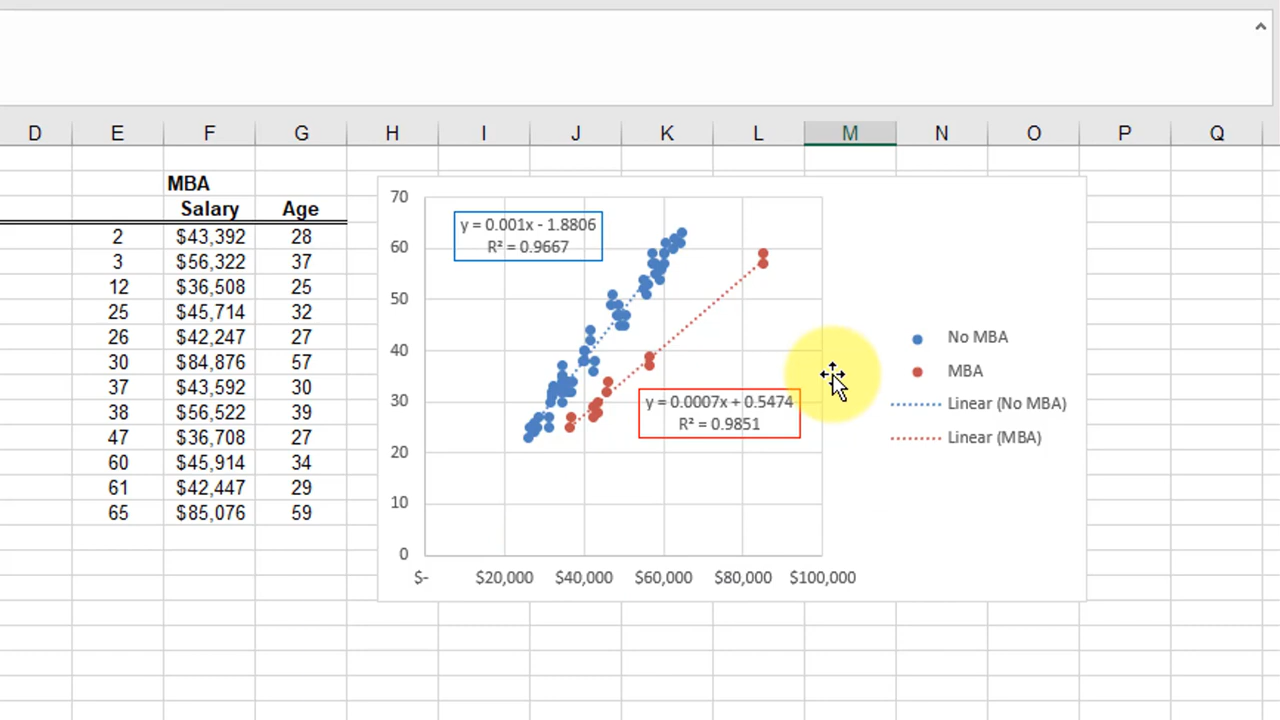 D E F G H I J K L M N O P Q
MBA
Salary Age
2 $43,392 28
3 $56,322 37
12 $36,508 25
25 $45,714 32
26 $42,247 27
30 $84,876 57
37 $43,592 30
38 $56,522 39
47 $36,708 27
60 $45,914 34
61 $42,447 29
65 $85,076 59
70
60
50
40
30
20
10
0
$- $20,000 $40,000 $60,000 $80,000 $100,000
y = 0.001x - 1.8806
R² = 0.9667
y = 0.0007x + 0.5474
R² = 0.9851
No MBA
MBA
Linear (No MBA)
Linear (MBA)